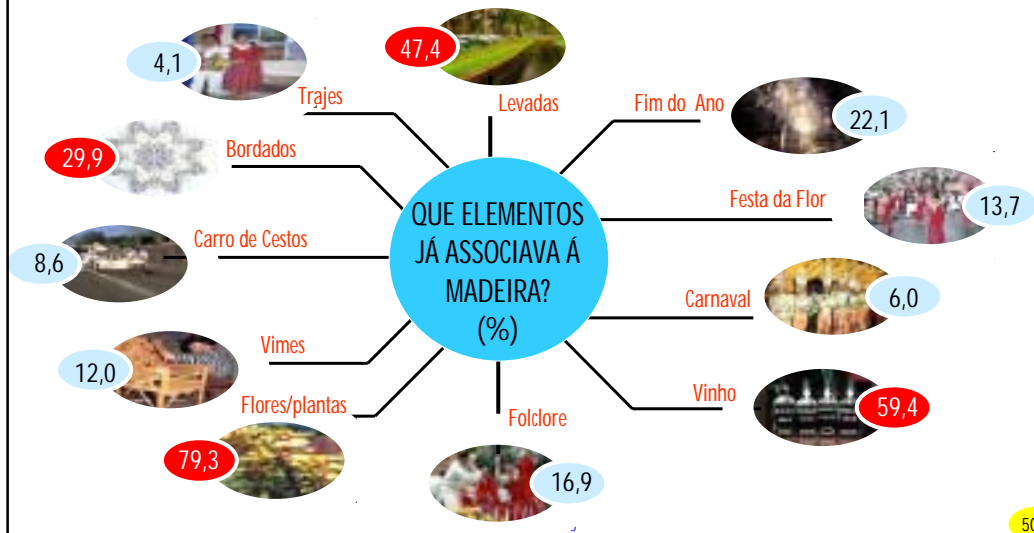 47,4
Levadas
4,1
Trajes
Fim do Ano
22,1
29,9
Bordados
Festa da Flor
13,7
QUE ELEMENTOS
JÁ ASSOCIAVA Á
MADEIRA?
(%)
8,6
Carro de Cestos
Carnaval
6,0
12,0
Vimes
Vinho
59,4
Flores/plantas
79,3
Folclore
16,9
50